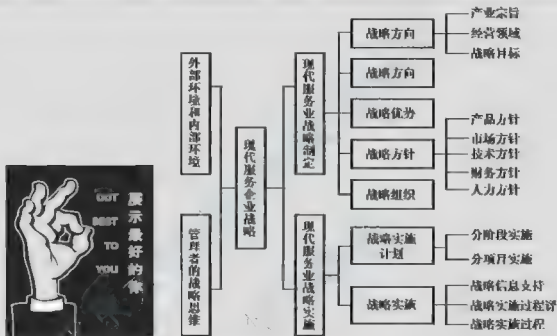 外部环境和内部环境
管理者的战略思维
现代服务企业战略
现代服务业战略制定
现代服务业战略实施
战略方向
战略方向
战略优势
战略方针
战略组织
战略实施
计划
战略实施
产业宗旨
经营领域
战略目标
产品方针
市场方针
技术方针
财务方针
人力方针
分阶段实施
分项目实施
战略信息支持
战略实施过程评
战略实施过程
OUT
BEST
TO
YOU
展示最好的你